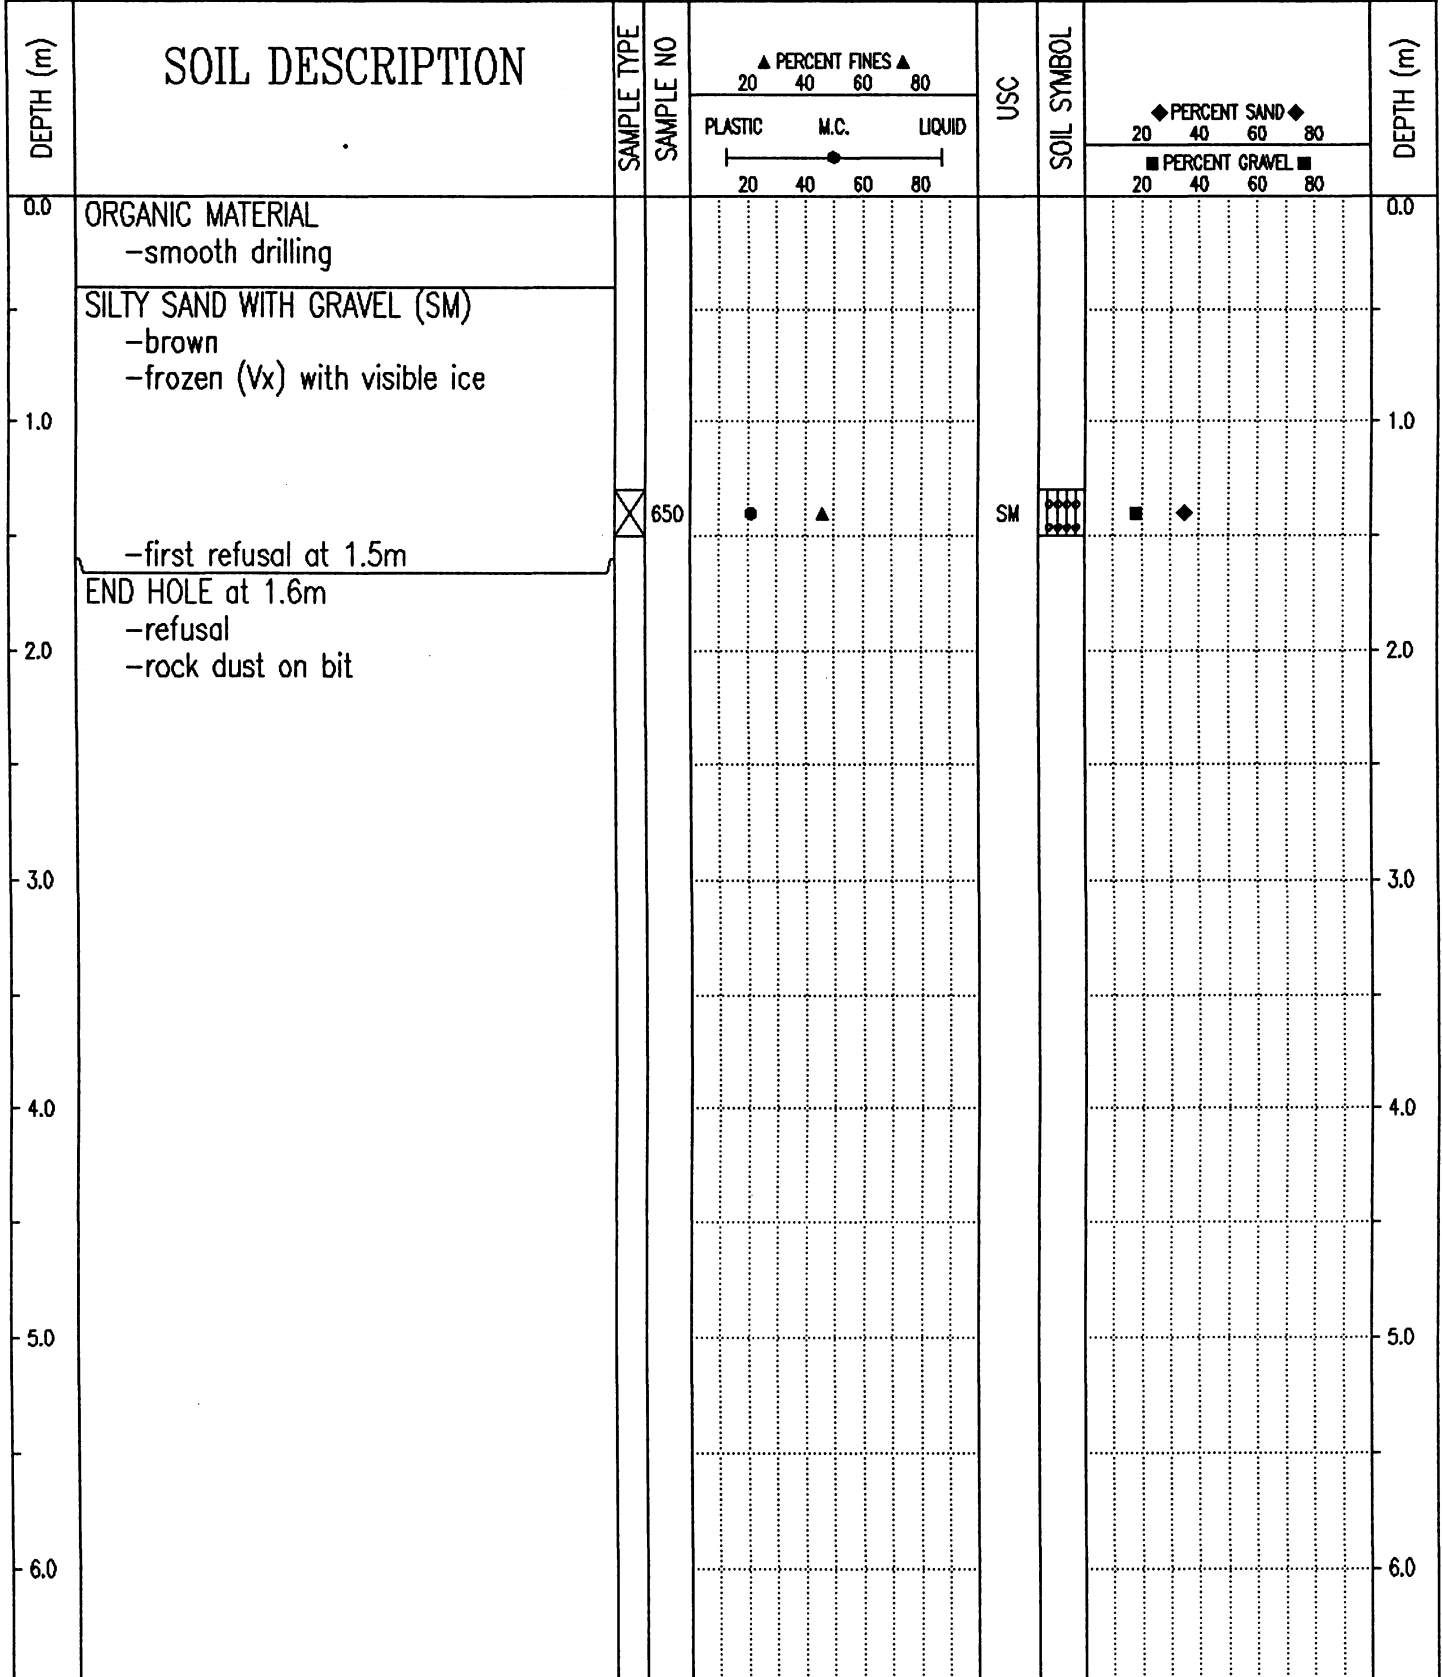 DEPTH (m)
SOIL DESCRIPTION
SAMPLE TYPE
SAMPLE NO
▲ PERCENT FINES ▲
20 40 60 80
PLASTIC M.C. LIQUID
20 40 60 80
USC
SOIL SYMBOL
◆ PERCENT SAND ◆
20 40 60 80
■ PERCENT GRAVEL ■
20 40 60 80
DEPTH (m)
0.0 ORGANIC MATERIAL 0.0
-smooth drilling
SILTY SAND WITH GRAVEL (SM)
-brown
-frozen (Vx) with visible ice
1.0 1.0
650 SM
-first refusal at 1.5m
END HOLE at 1.6m
-refusal
2.0 2.0
-rock dust on bit
3.0 3.0
4.0 4.0
5.0 5.0
6.0 6.0